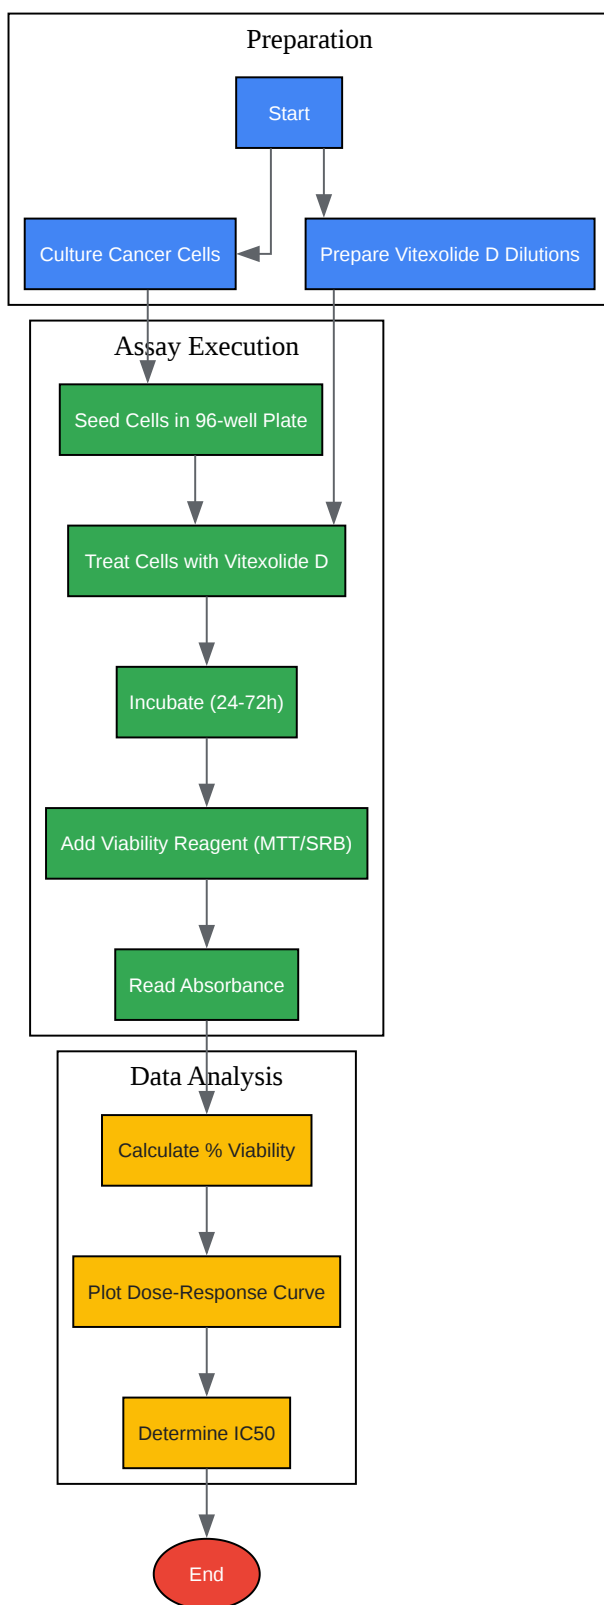 Preparation
Start
Culture Cancer Cells
Prepare Vitexolide D Dilutions
Assay Execution
Seed Cells in 96-well Plate
Treat Cells with Vitexolide D
Incubate (24-72h)
Add Viability Reagent (MTT/SRB)
Read Absorbance
Data Analysis
Calculate % Viability
Plot Dose-Response Curve
Determine IC50
End